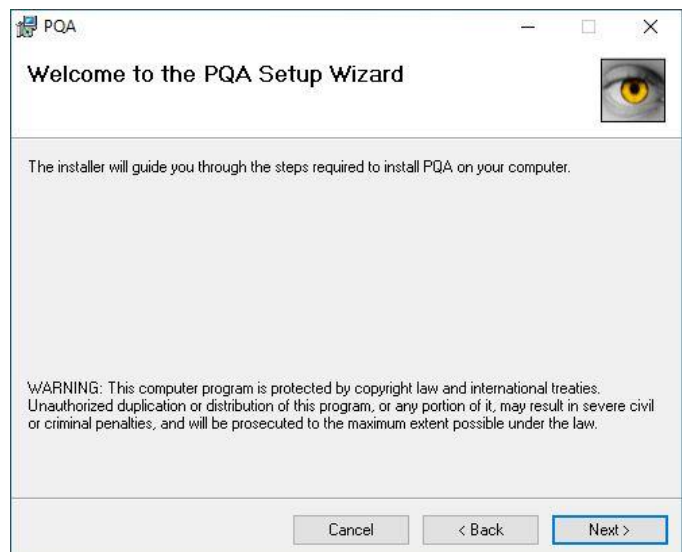 PQA
Welcome to the PQA Setup Wizard
The installer will guide you through the steps required to install PQA on your computer.
WARNING: This computer program is protected by copyright law and international treaties.
Unauthorized duplication or distribution of this program, or any portion of it, may result in severe civil
or criminal penalties, and will be prosecuted to the maximum extent possible under the law.
Cancel
< Back
Next >